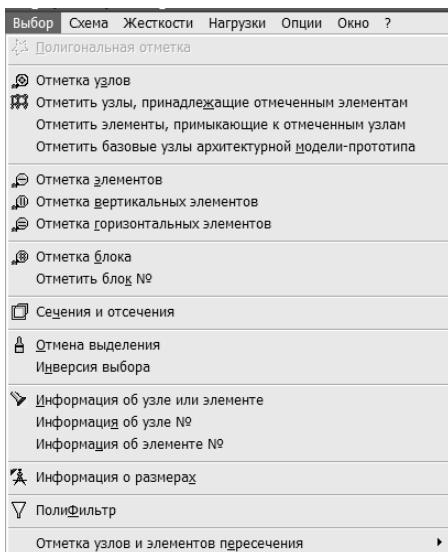 Выбор Схема Жесткости Нагрузки Опции Окно ?
Полигональная отметка
Отметка узлов
Отметить узлы, принадлежащие отмеченным элементам
Отметить элементы, примыкающие к отмеченным узлам
Отметить базовые узлы архитектурной модели-прототипа
Отметка элементов
Отметка вертикальных элементов
Отметка горизонтальных элементов
Отметка блока
Отметить блок №
Сечения и отсечения
Отмена выделения
Инверсия выбора
Информация об узле или элементе
Информация об узле №
Информация об элементе №
Информация о размерах
ПолиФильтр
Отметка узлов и элементов пересечения